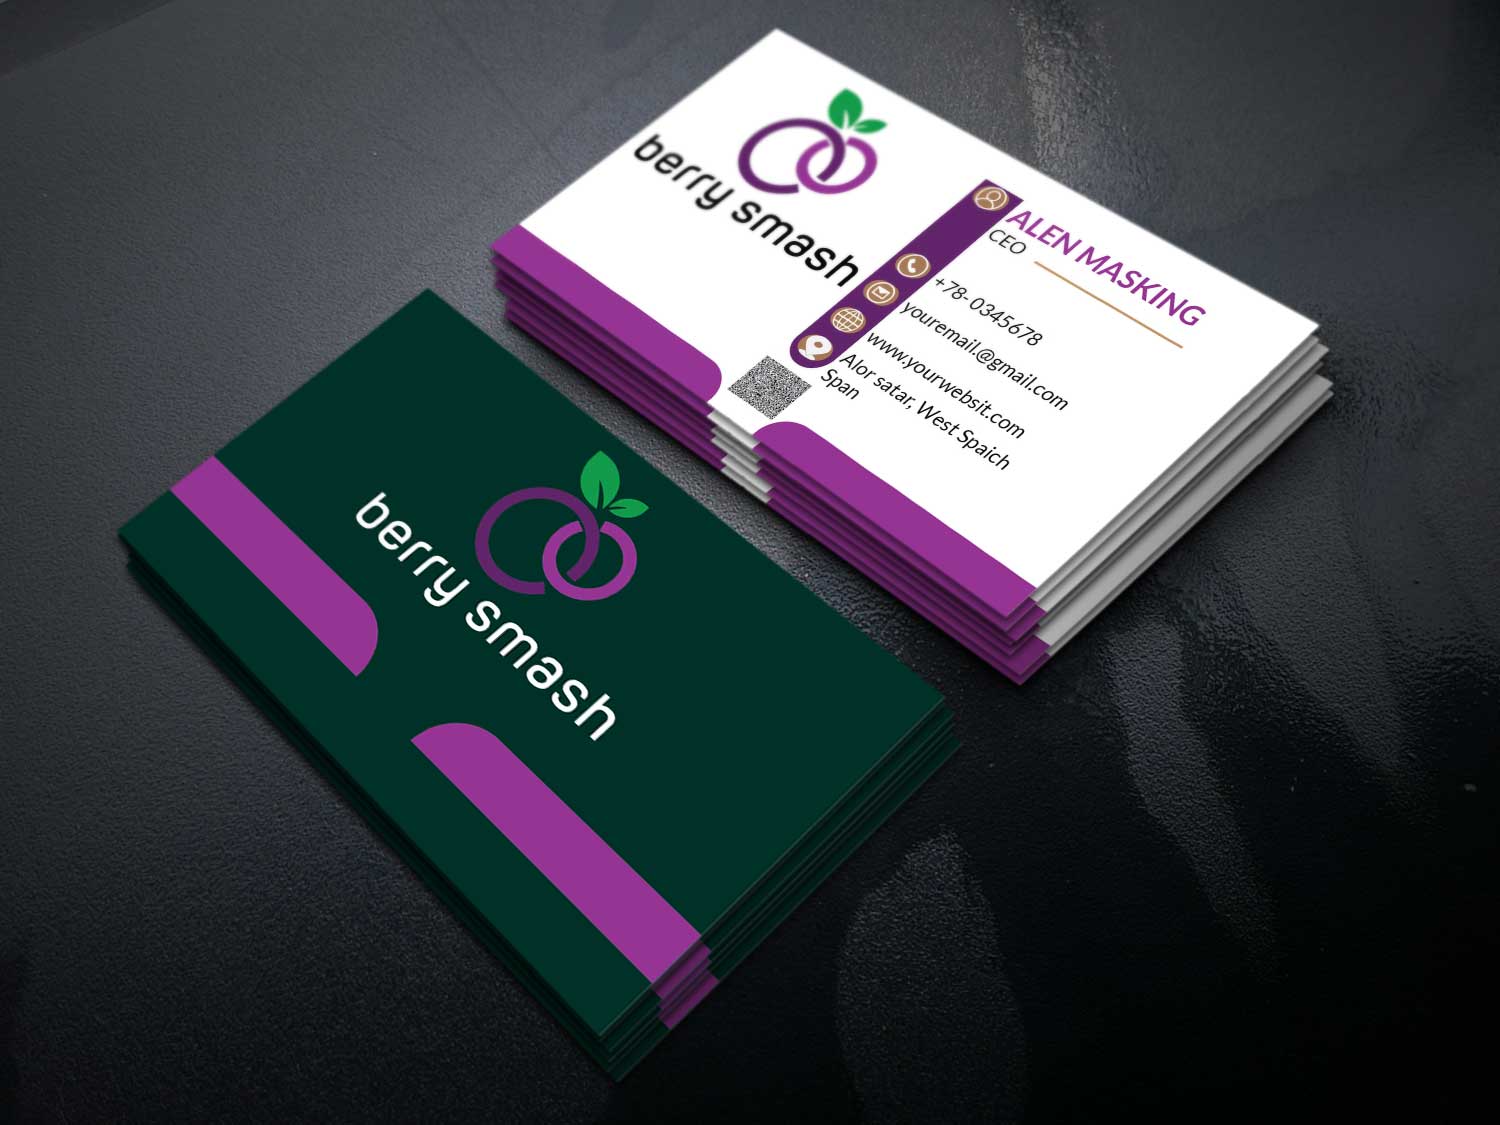 berry smash
ALEN MASKING
CEO
+78- 0345678
youremail.@gmail.com
www.yourwebsit.com
Alor satar, West Spaich
Span
berry smash